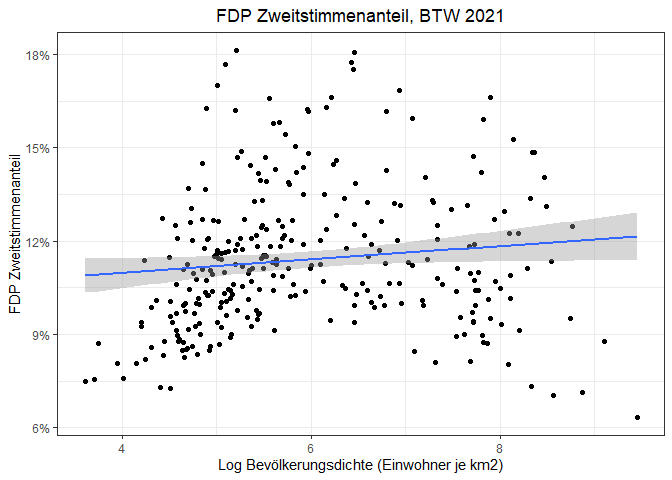 FDP Zweitstimmenanteil, BTW 2021
FDP Zweitstimmenanteil
18%
15%
12%
9%
6%
4
6
8
Log Bevölkerungsdichte (Einwohner je km2)